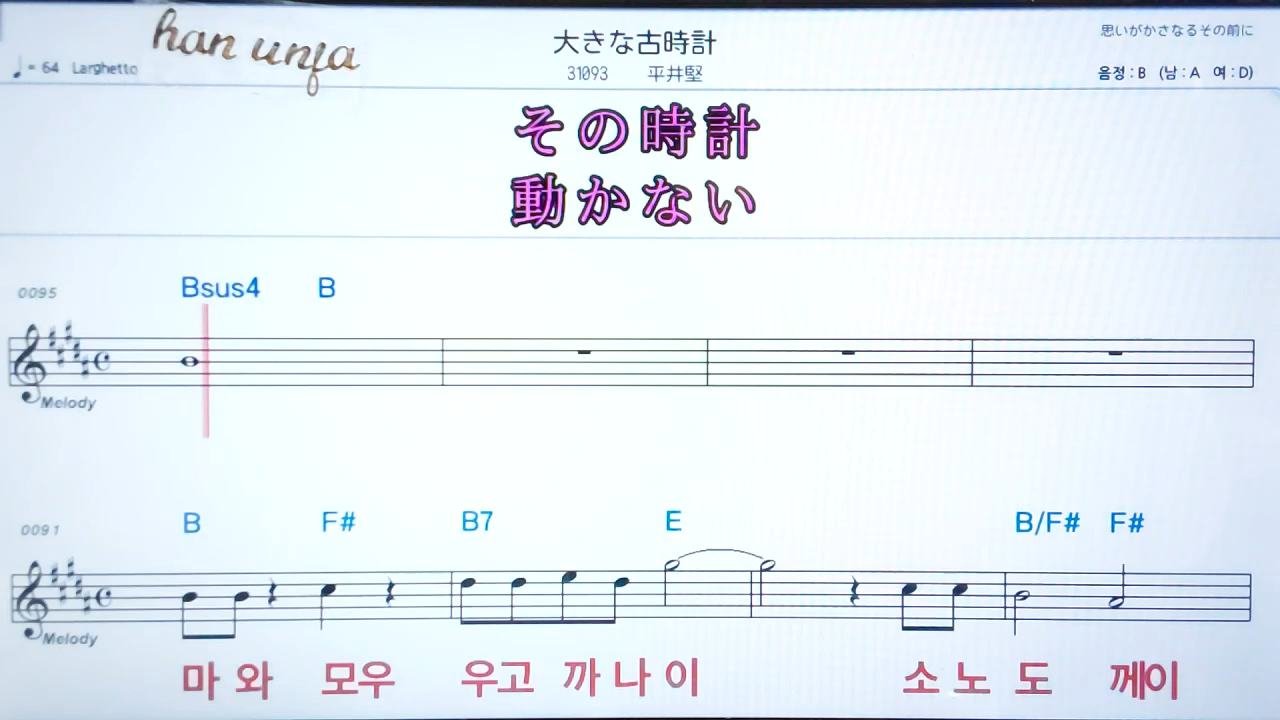 han unja
大きな古時計
思いがかさなるその前に
♩= 64 Larghetto
31093 平井堅
음정 : B (남 : A 여 : D)
その時計
動かない
0095
Bsus4 B
Melody
0091
B F# B7 E B/F# F#
Melody
마 와 모우 우고 까 나 이 소 노 도 께이